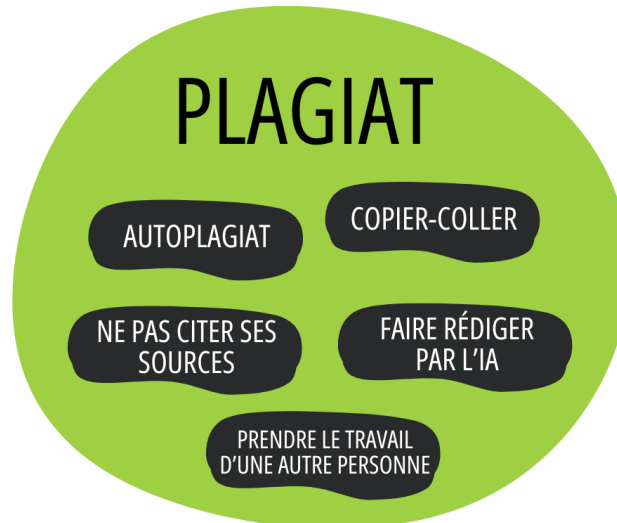 PLAGIAT
AUTOPLAGIAT
COPIER-COLLER
NE PAS CITER SES
SOURCES
FAIRE RÉDIGER
PAR L'IA
PRENDRE LE TRAVAIL
D'UNE AUTRE PERSONNE